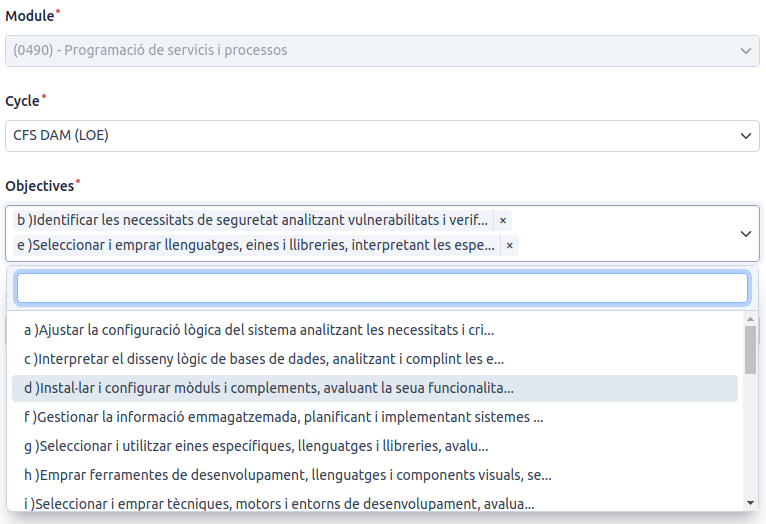 Module*
(0490) - Programació de servicis i processos
Cycle*
CFS DAM (LOE)
Objectives*
b )Identificar les necessitats de seguretat analitzant vulnerabilitats i verif... ×
e )Seleccionar i emprar llenguatges, eines i llibreries, interpretant les espe... ×
a )Ajustar la configuració lògica del sistema analitzant les necessitats i cri...
c )Interpretar el disseny lògic de bases de dades, analitzant i complint les e...
d )Instal·lar i configurar mòduls i complements, avaluant la seua funcionalita...
f )Gestionar la informació emmagatzemada, planificant i implementant sistemes ...
g )Seleccionar i utilitzar eines específiques, llenguatges i llibreries, avalu...
h )Emprar ferramentes de desenvolupament, llenguatges i components visuals, se...
i )Seleccionar i emprar tècniques, motors i entorns de desenvolupament, avalua...